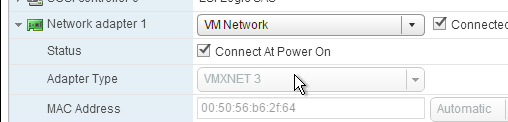 Network adapter 1 VM Network Connected
Status Connect At Power On
Adapter Type VMXNET 3
MAC Address 00:50:56:b6:2f:64 Automatic